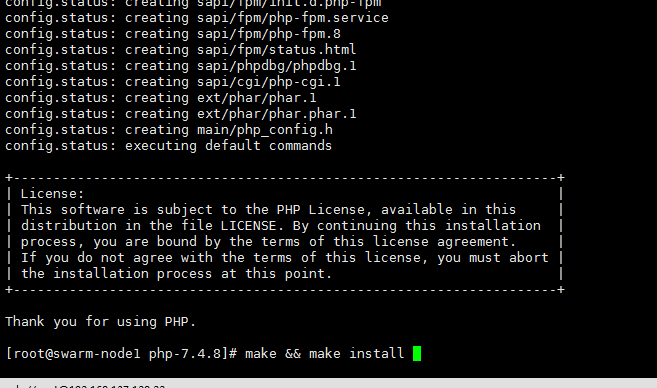 config.status: creating sapi/fpm/init.d.php-fpm
config.status: creating sapi/fpm/php-fpm.service
config.status: creating sapi/fpm/php-fpm.8
config.status: creating sapi/fpm/status.html
config.status: creating sapi/phpdbg/phpdbg.1
config.status: creating sapi/cgi/php-cgi.1
config.status: creating ext/phar/phar.1
config.status: creating ext/phar/phar.phar.1
config.status: creating main/php_config.h
config.status: executing default commands
+--------------------------------------------------------------------+
| License:                                                           |
| This software is subject to the PHP License, available in this     |
| distribution in the file LICENSE. By continuing this installation  |
| process, you are bound by the terms of this license agreement.     |
| If you do not agree with the terms of this license, you must abort |
| the installation process at this point.                            |
+--------------------------------------------------------------------+
Thank you for using PHP.
[root@swarm-node1 php-7.4.8]# make && make install